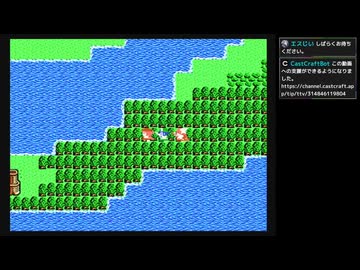 エスじい しばらくお待ち
ください。
CastCraftBot この動画
への支援ができるようになりま
した。
https://channel.castcraft.ap
p/tip/ttv/314846119804